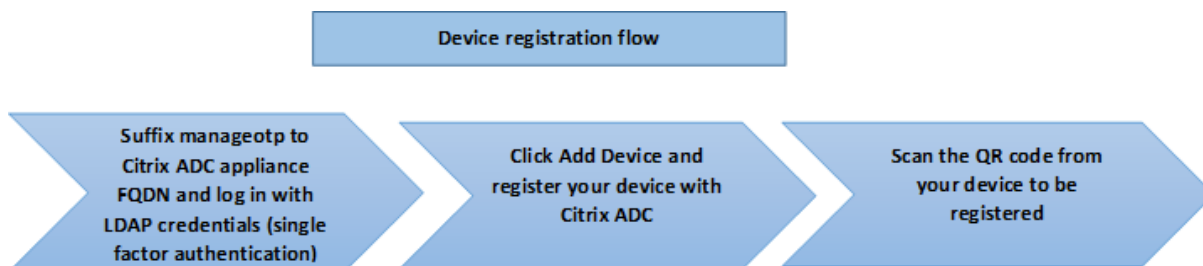 Device registration flow
Suffix manageotp to
Citrix ADC appliance
FQDN and log in with
LDAP credentials (single
factor authentication)
Click Add Device and
register your device with
Citrix ADC
Scan the QR code from
your device to be
registered